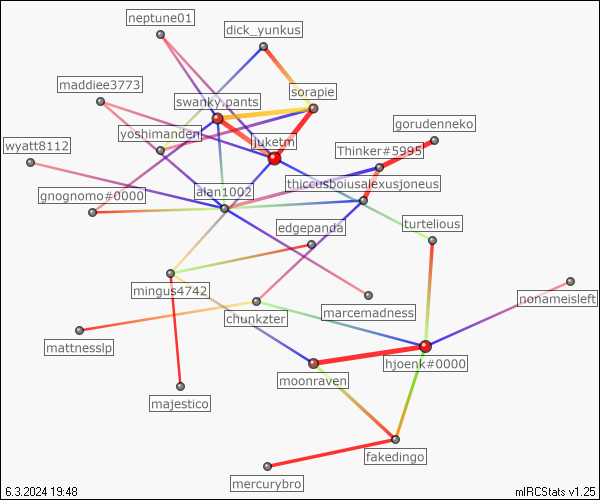 neptune01
dick_yunkus
maddiee3773
sorapie
swanky.pants
gorudenneko
yoshimanden
juketm
wyatt8112
Thinker#5995
thiccusboiusalexusjoneus
gnognomo#0000
alan1002
edgepanda
turtelious
mingus4742
nonameisleft
chunkzter
marcemadness
mattnesslp
hjoenk#0000
moonraven
majestico
fakedingo
mercurybro
6.3.2024 19:48
mIRCStats v1.25